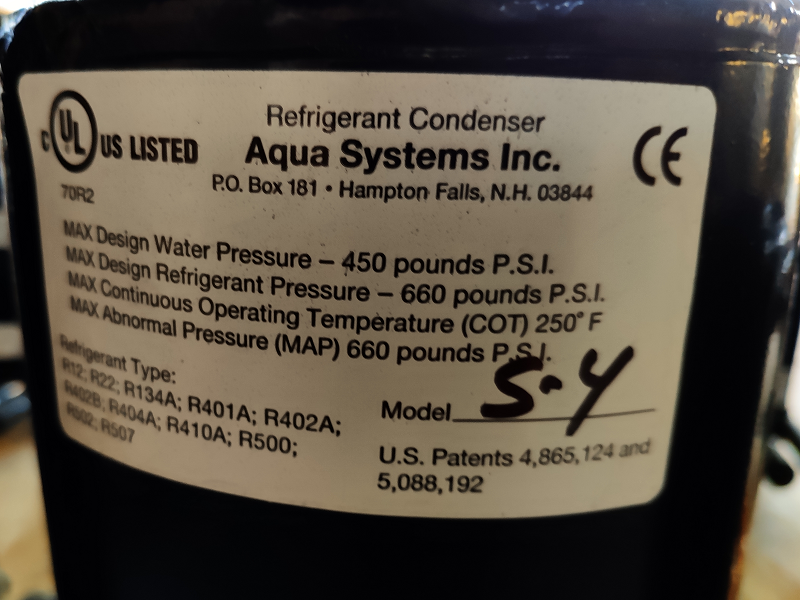 c UL US LISTED
70R2
Refrigerant Condenser
Aqua Systems Inc.
P.O. Box 181 • Hampton Falls, N.H. 03844
CE
MAX Design Water Pressure – 450 pounds P.S.I.
MAX Design Refrigerant Pressure – 660 pounds P.S.I.
MAX Continuous Operating Temperature (COT) 250° F
MAX Abnormal Pressure (MAP) 660 pounds P.S.I.
Refrigerant Type:
R12; R22; R134A; R401A; R402A;
R402B; R404A; R410A; R500;
R502; R507
Model S-4
U.S. Patents 4,865,124 and
5,088,192